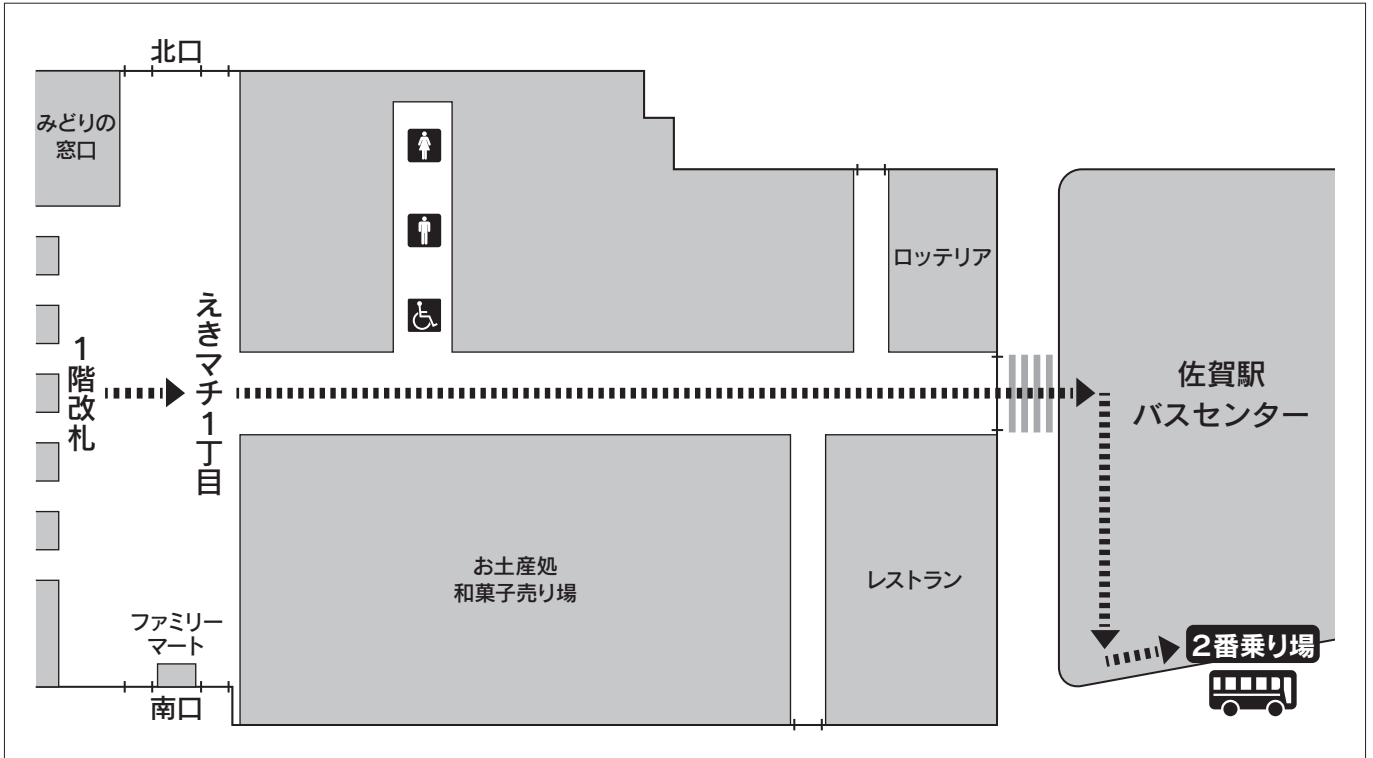 北口
みどりの
窓口
ロッテリア
1階改札
えきマチ1丁目
佐賀駅
バスセンター
お土産処
和菓子売り場
レストラン
ファミリー
マート
南口
2番乗り場